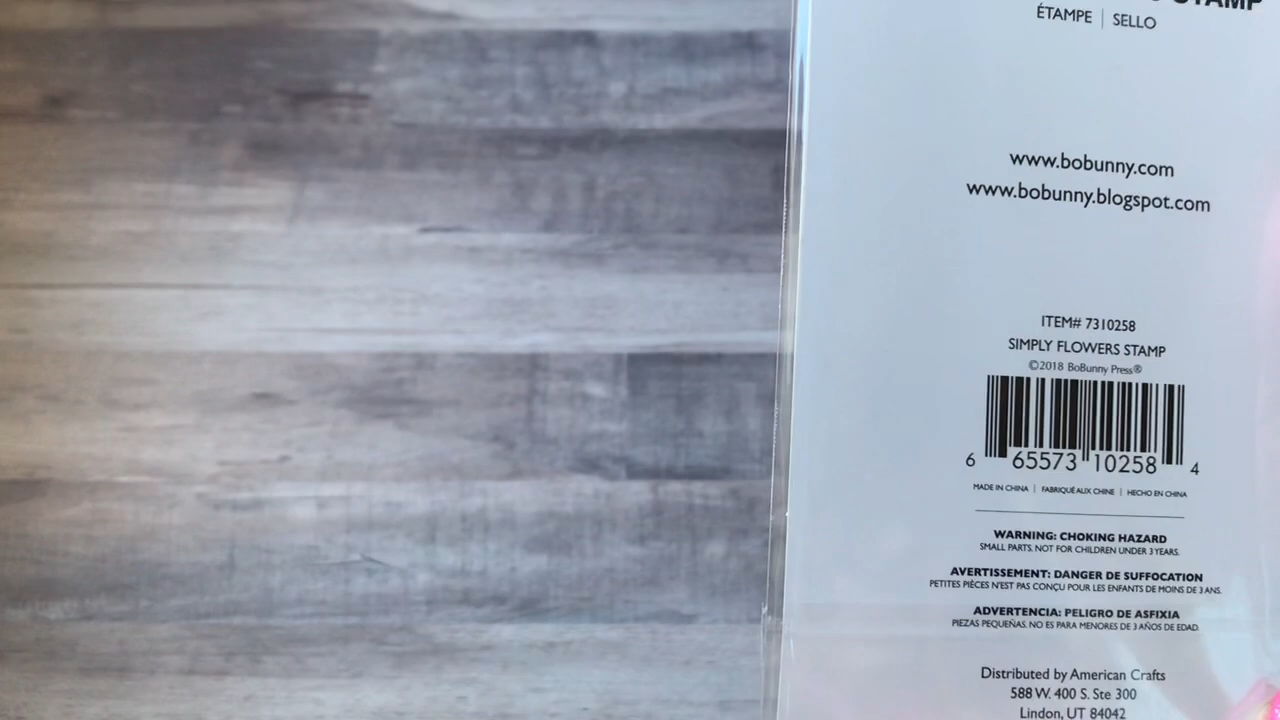 STAMP
ÉTAMPE | SELLO
www.bobunny.com
www.bobunny.blogspot.com
ITEM# 7310258
SIMPLY FLOWERS STAMP
©2018 BoBunny Press®
6 65573 10258 4
MADE IN CHINA | FABRIQUÉ AUX CHINE | HECHO EN CHINA
WARNING: CHOKING HAZARD
SMALL PARTS. NOT FOR CHILDREN UNDER 3 YEARS.
AVERTISSEMENT: DANGER DE SUFFOCATION
PETITES PIÈCES N'EST PAS CONÇU POUR LES ENFANTS DE MOINS DE 3 ANS.
ADVERTENCIA: PELIGRO DE ASFIXIA
PIEZAS PEQUEÑAS. NO ES PARA MENORES DE 3 AÑOS DE EDAD.
Distributed by American Crafts
588 W. 400 S. Ste 300
Lindon, UT 84042